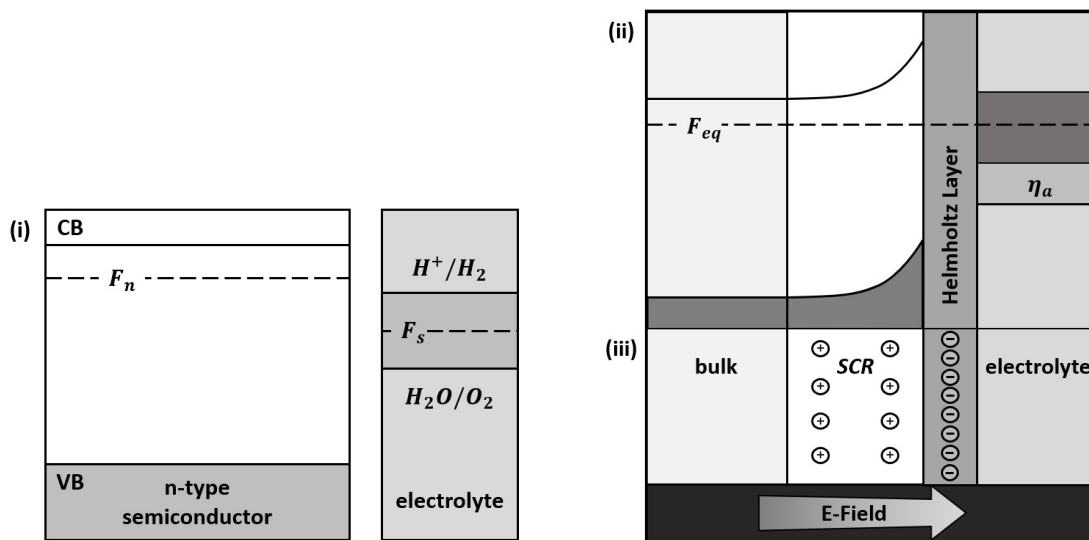 (i)
CB
F_n
VB
n-type
semiconductor
H^+/H_2
F_s
H_2O/O_2
electrolyte
(ii)
F_eq
Helmholtz Layer
η_a
(iii)
bulk
SCR
+ + + + + + + +
− − − − − − − −
electrolyte
E-Field